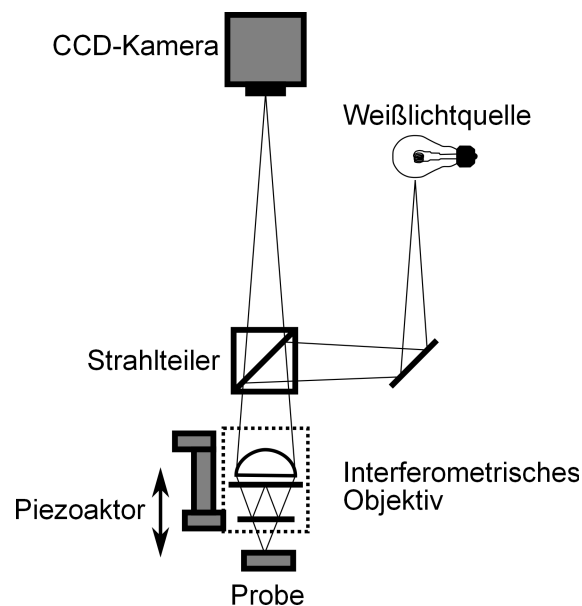 CCD-Kamera
Weißlichtquelle
Strahlteiler
Interferometrisches
Objektiv
Piezoaktor
Probe